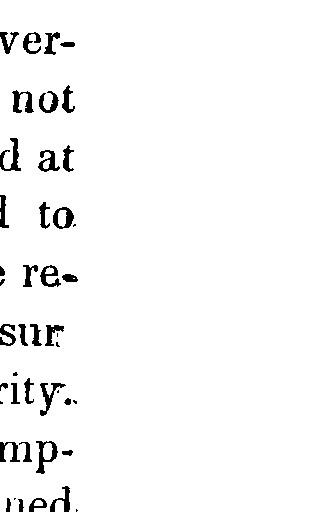 ver-
not
d at
d to
e re-
sur
rity.
mp-
ned